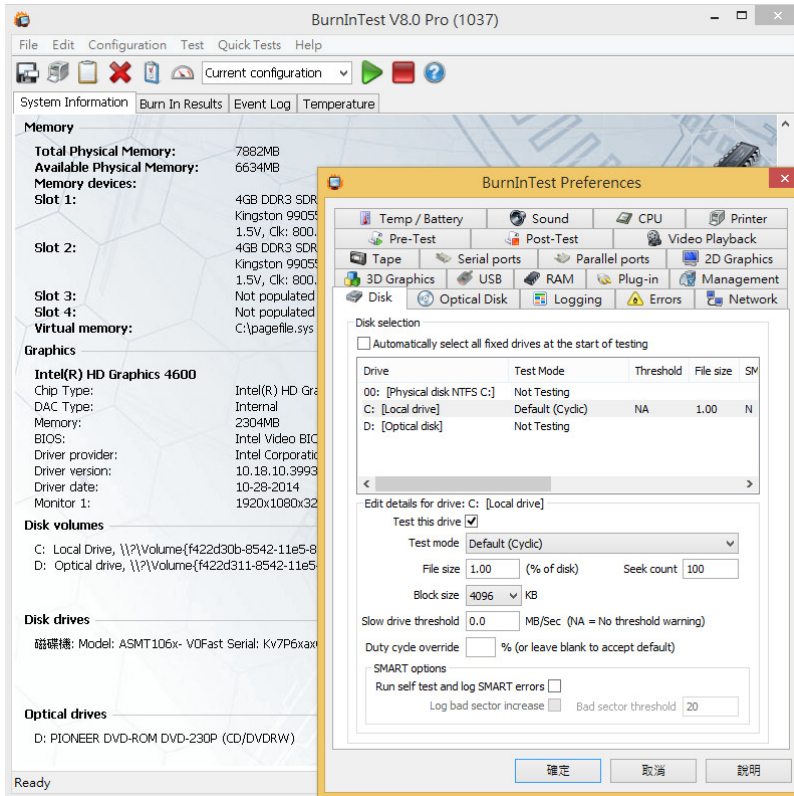 BurnInTest V8.0 Pro (1037)
File Edit Configuration Test Quick Tests Help
Current configuration
System Information Burn In Results Event Log Temperature
Memory
Total Physical Memory: 7882MB
Available Physical Memory: 6634MB
Memory devices:
Slot 1: 4GB DDR3 SDR
Kingston 99055
1.5V, Clk: 800.
Slot 2: 4GB DDR3 SDR
Kingston 99055
1.5V, Clk: 800.
Slot 3: Not populated
Slot 4: Not populated
Virtual memory: C:\pagefile.sys
Graphics
Intel(R) HD Graphics 4600
Chip Type: Intel(R) HD Gra
DAC Type: Internal
Memory: 2304MB
BIOS: Intel Video BIO
Driver provider: Intel Corporatio
Driver version: 10.18.10.3993
Driver date: 10-28-2014
Monitor 1: 1920x1080x32
Disk volumes
C: Local Drive, \\?\Volume{f422d30b-8542-11e5-8
D: Optical drive, \\?\Volume{f422d311-8542-11e5-
Disk drives
磁碟機: Model: ASMT106x- V0Fast Serial: Kv7P6xax
Optical drives
D: PIONEER DVD-ROM DVD-230P (CD/DVDRW)
Ready
BurnInTest Preferences
Temp / Battery Sound CPU Printer
Pre-Test Post-Test Video Playback
Tape Serial ports Parallel ports 2D Graphics
3D Graphics USB RAM Plug-in Management
Disk Optical Disk Logging Errors Network
Disk selection
Automatically select all fixed drives at the start of testing
Drive Test Mode Threshold File size SM
00: [Physical disk NTFS C:] Not Testing
C: [Local drive] Default (Cyclic) NA 1.00 N
D: [Optical disk] Not Testing
Edit details for drive: C: [Local drive]
Test this drive
Test mode Default (Cyclic)
File size 1.00 (% of disk) Seek count 100
Block size 4096 KB
Slow drive threshold 0.0 MB/Sec (NA = No threshold warning)
Duty cycle override % (or leave blank to accept default)
SMART options
Run self test and log SMART errors
Log bad sector increase Bad sector threshold 20
確定 取消 說明